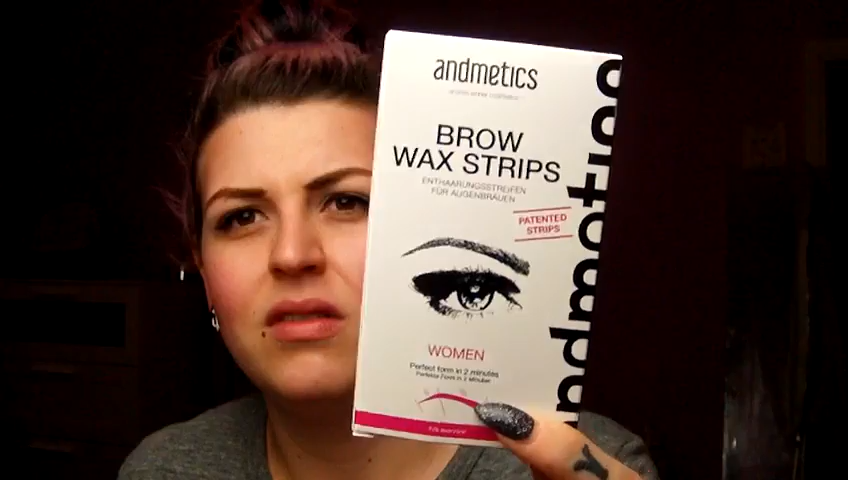 andmetics
BROW
WAX STRIPS
ENTHAARUNGSSTREIFEN
FÜR AUGENBRAUEN
PATENTED
STRIPS
WOMEN
Perfect form in 2 minutes
Perfekte Form in 2 Minuten
andmetics